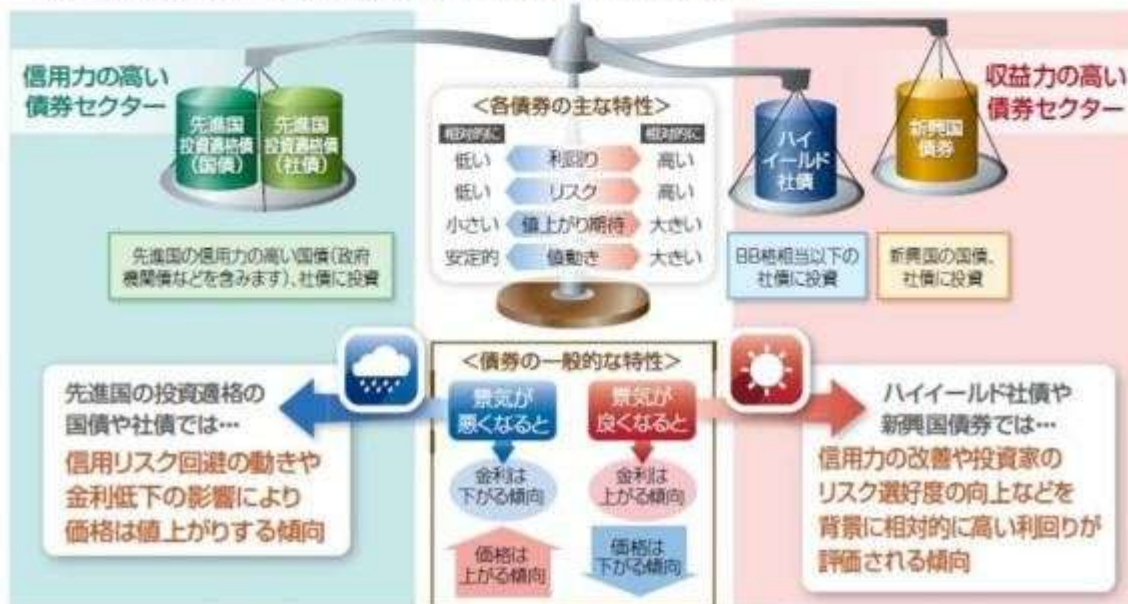 信用力の高い
債券セクター
先進国
投資適格債
(国債)
先進国
投資適格債
(社債)
先進国の信用力の高い国債(政府
機関債などを含みます)、社債に投資
<各債券の主な特性>
相対的に 相対的に
低い 利回り 高い
低い リスク 高い
小さい 値上がり期待 大きい
安定的 値動き 大きい
収益力の高い
債券セクター
ハイ
イールド
社債
新興国
債券
BB格相当以下の
社債に投資
新興国の国債、
社債に投資
先進国の投資適格の
国債や社債では…
信用リスク回避の動きや
金利低下の影響により
価格は値上がりする傾向
<債券の一般的な特性>
景気が
悪くなると
金利は
下がる傾向
価格は
上がる傾向
景気が
良くなると
金利は
上がる傾向
価格は
下がる傾向
ハイイールド社債や
新興国債券では…
信用力の改善や投資家の
リスク選好度の向上などを
背景に相対的に高い利回りが
評価される傾向